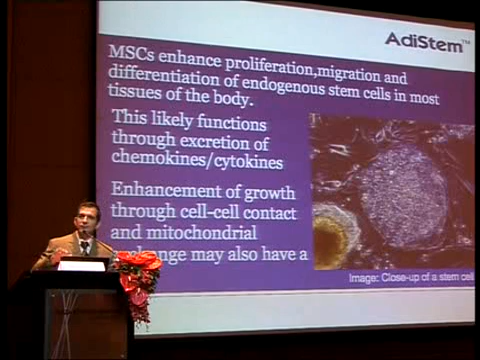 AdiStem™
MSCs enhance proliferation,migration and
differentiation of endogenous stem cells in most
tissues of the body.
This likely functions
through excretion of
chemokines/cytokines
Enhancement of growth
through cell-cell contact
and mitochondrial
may also have a
Image: Close-up of a stem cell